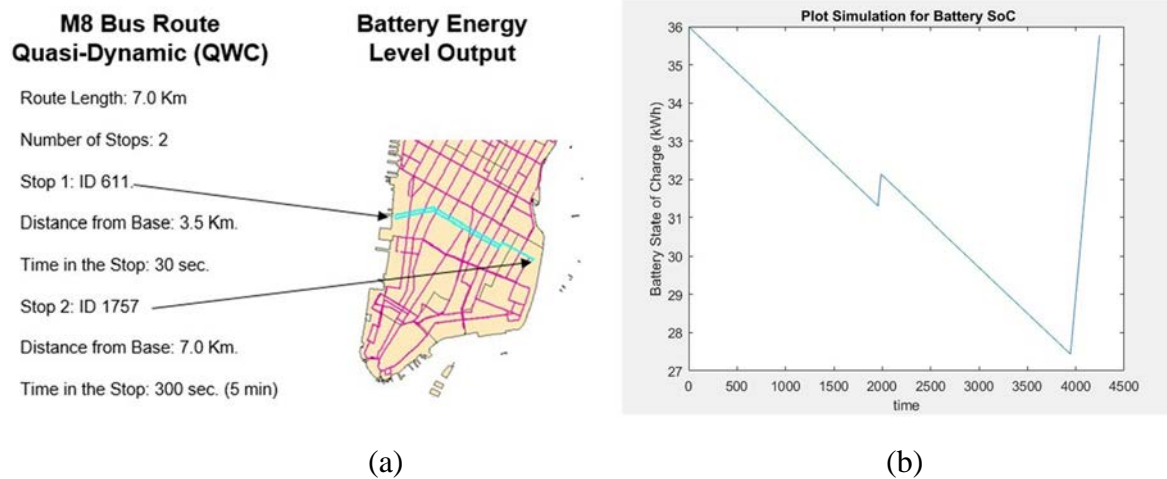 M8 Bus Route
Quasi-Dynamic (QWC)
Battery Energy
Level Output
Route Length: 7.0 Km
Number of Stops: 2
Stop 1: ID 611.
Distance from Base: 3.5 Km.
Time in the Stop: 30 sec.
Stop 2: ID 1757
Distance from Base: 7.0 Km.
Time in the Stop: 300 sec. (5 min)
(a)
Plot Simulation for Battery SoC
Battery State of Charge (kWh)
36
35
34
33
32
31
30
29
28
27
0 500 1000 1500 2000 2500 3000 3500 4000 4500
time
(b)